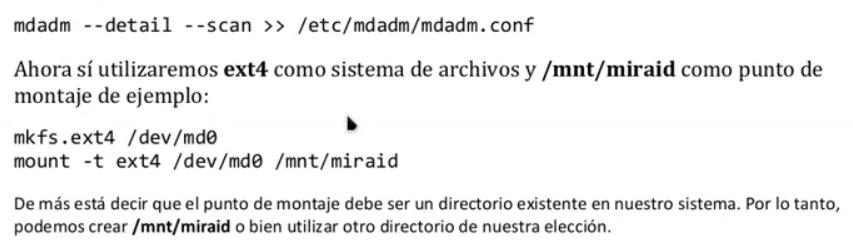 mdadm --detail --scan >> /etc/mdadm/mdadm.conf
Ahora sí utilizaremos ext4 como sistema de archivos y /mnt/miraid como punto de
montaje de ejemplo:
mkfs.ext4 /dev/md0
mount -t ext4 /dev/md0 /mnt/miraid
De más está decir que el punto de montaje debe ser un directorio existente en nuestro sistema. Por lo tanto,
podemos crear /mnt/miraid o bien utilizar otro directorio de nuestra elección.